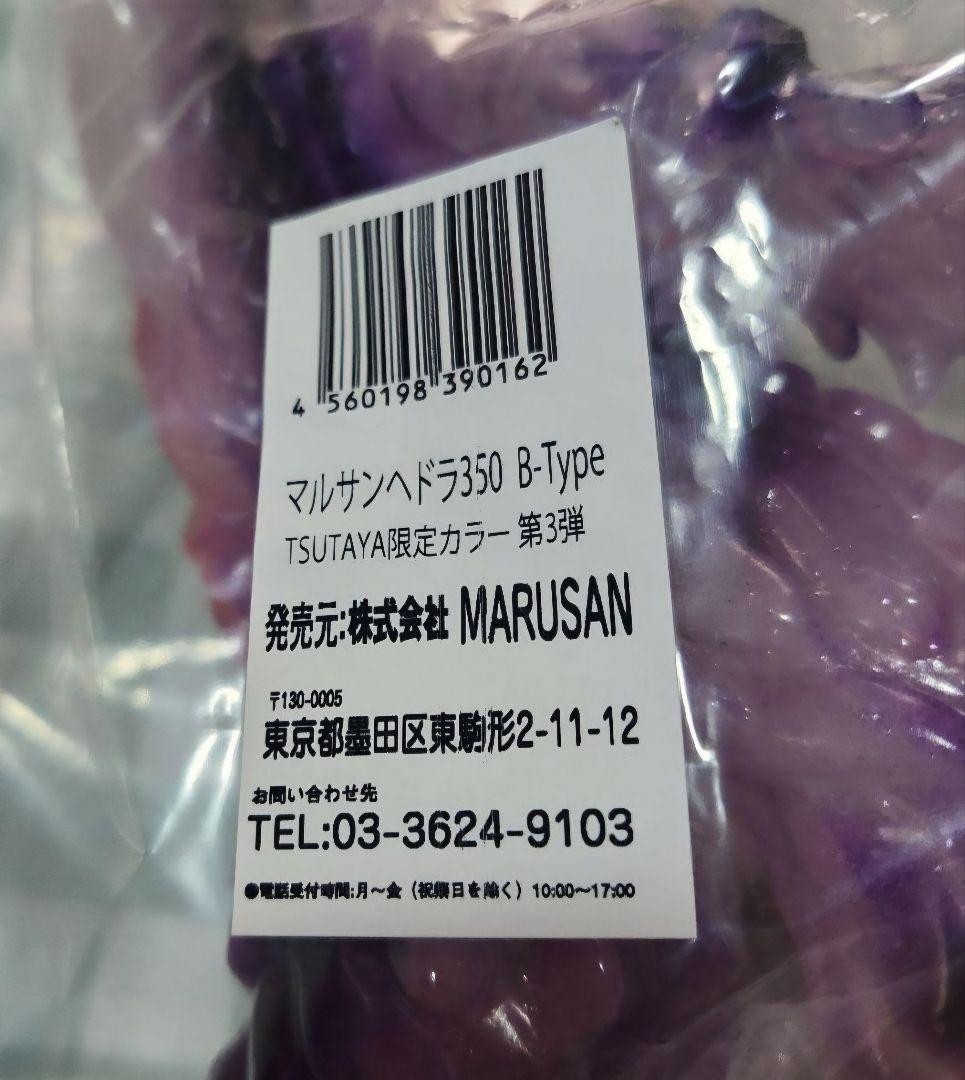 4 560198 390162
マルサンヘドラ350 B-Type
TSUTAYA限定カラー 第3弾
発売元:株式会社 MARUSAN
〒130-0005
東京都墨田区東駒形2-11-12
お問い合わせ先
TEL:03-3624-9103
●電話受付時間:月〜金（祝祭日を除く）10:00〜17:00